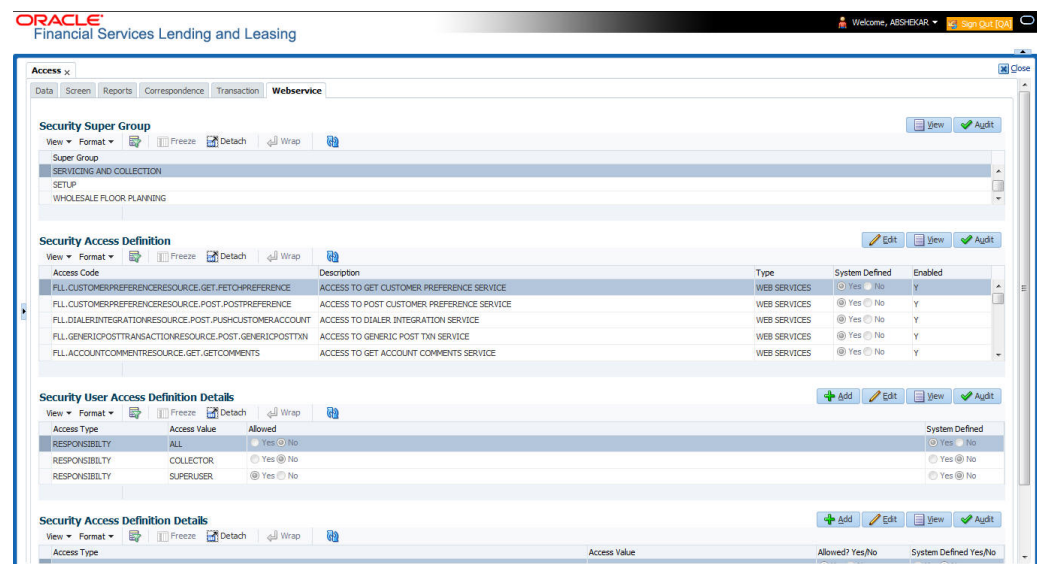 ORACLE
Financial Services Lending and Leasing
Welcome, ABSHEKAR
Sign Out [QA]
Access
Close
Data Screen Reports Correspondence Transaction Webservice
Security Super Group
View Audit
View Format Freeze Detach Wrap
Super Group
SERVICING AND COLLECTION
SETUP
WHOLESALE FLOOR PLANNING
Security Access Definition
Edit View Audit
View Format Freeze Detach Wrap
Access Code Description Type System Defined Enabled
FLL.CUSTOMERPREFERENCERESOURCE.GET.FETCHPREFERENCE ACCESS TO GET CUSTOMER PREFERENCE SERVICE WEB SERVICES Yes No Y
FLL.CUSTOMERPREFERENCERESOURCE.POST.POSTPREFERENCE ACCESS TO POST CUSTOMER PREFERENCE SERVICE WEB SERVICES Yes No Y
FLL.DIALERINTEGRATIONRESOURCE.POST.PUSHCUSTOMERACCOUNT ACCESS TO DIALER INTEGRATION SERVICE WEB SERVICES Yes No Y
FLL.GENERICPOSTTRANSACTIONRESOURCE.POST.GENERICPOSTTXN ACCESS TO GENERIC POST TXN SERVICE WEB SERVICES Yes No Y
FLL.ACCOUNTCOMMENTRESOURCE.GET.GETCOMMENTS ACCESS TO GET ACCOUNT COMMENTS SERVICE WEB SERVICES Yes No Y
Security User Access Definition Details
Add Edit View Audit
View Format Freeze Detach Wrap
Access Type Access Value Allowed System Defined
RESPONSIBILTY ALL Yes No Yes No
RESPONSIBILTY COLLECTOR Yes No Yes No
RESPONSIBILTY SUPERUSER Yes No Yes No
Security Access Definition Details
Add Edit View Audit
View Format Freeze Detach Wrap
Access Type Access Value Allowed? Yes/No System Defined Yes/No